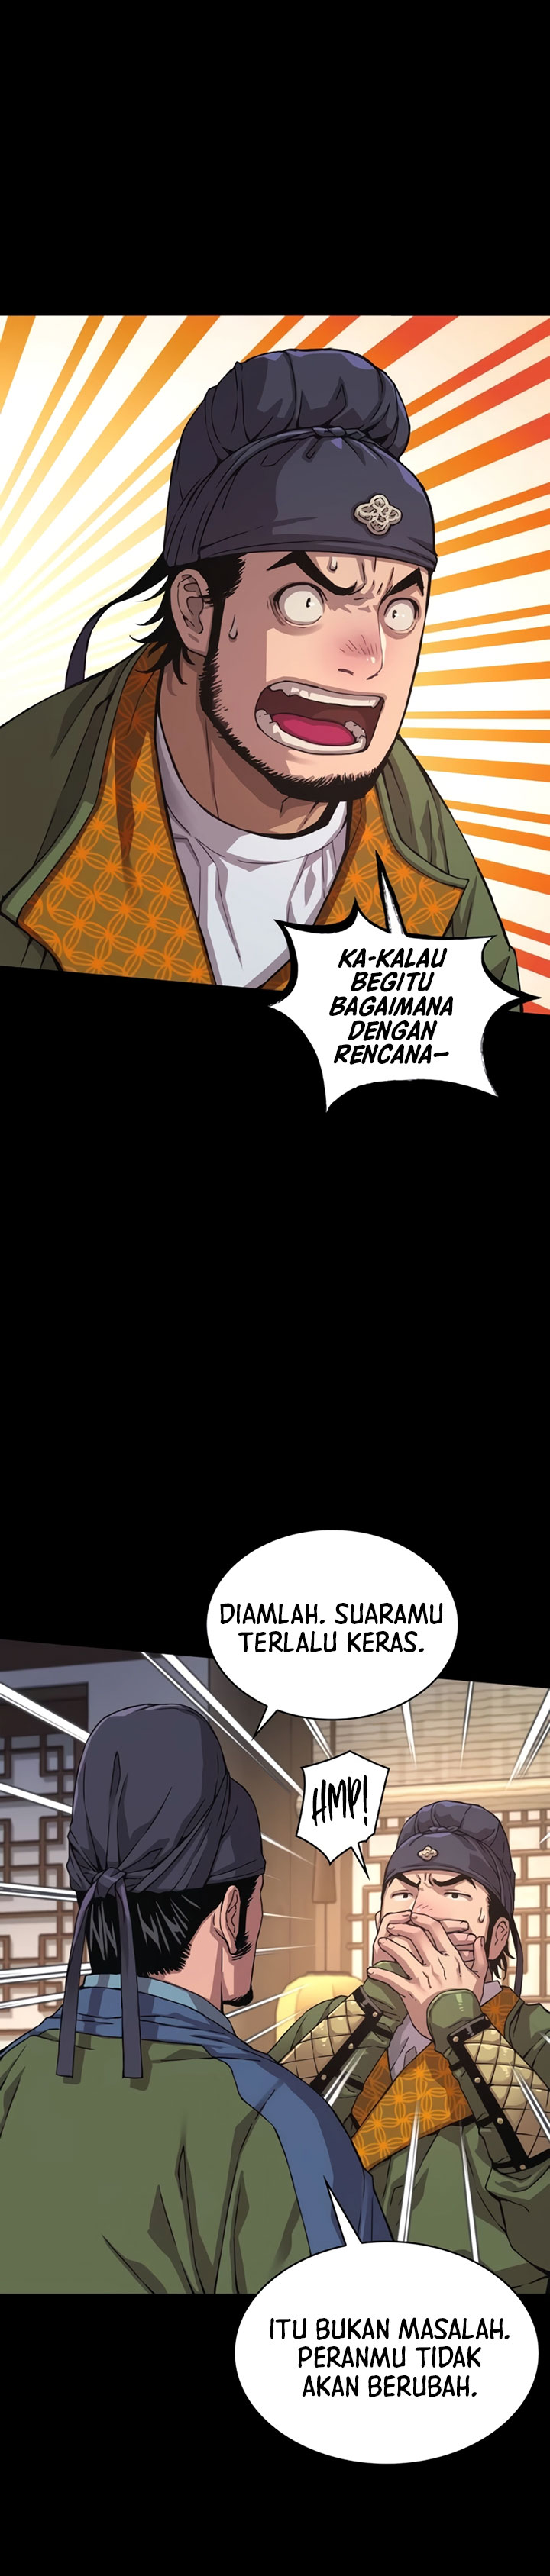 KA-KALAU
BEGITU
BAGAIMANA
DENGAN
RENCANA~
DIAMLAH. SUARAMU
TERLALU KERAS.
HMP!
ITU BUKAN MASALAH.
PERANMU TIDAK
AKAN BERUBAH.